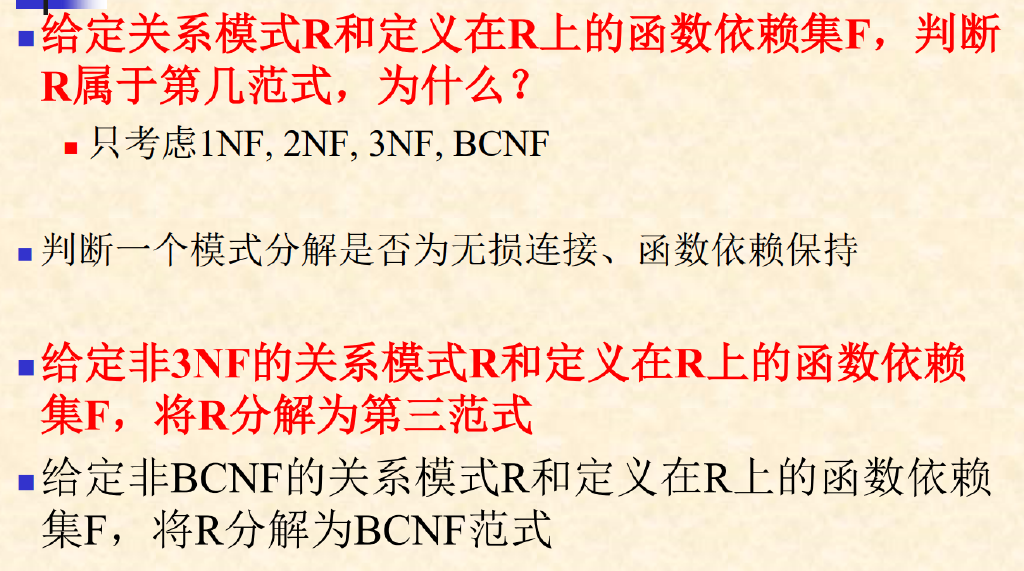 给定关系模式R和定义在R上的函数依赖集F，判断
R属于第几范式，为什么？
只考虑1NF, 2NF, 3NF, BCNF
判断一个模式分解是否为无损连接、函数依赖保持
给定非3NF的关系模式R和定义在R上的函数依赖
集F，将R分解为第三范式
给定非BCNF的关系模式R和定义在R上的函数依赖
集F，将R分解为BCNF范式